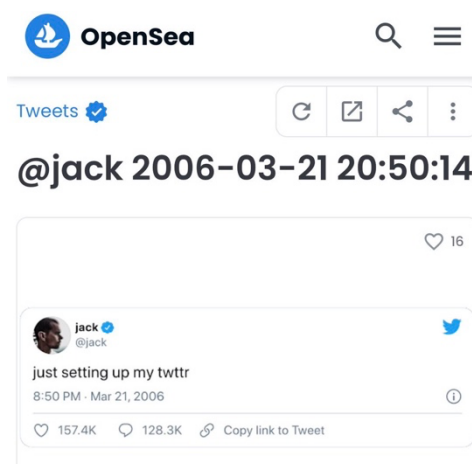 OpenSea
Tweets
@jack 2006-03-21 20:50:14
16
jack
@jack
just setting up my twttr
8:50 PM · Mar 21, 2006
157.4K 128.3K Copy link to Tweet